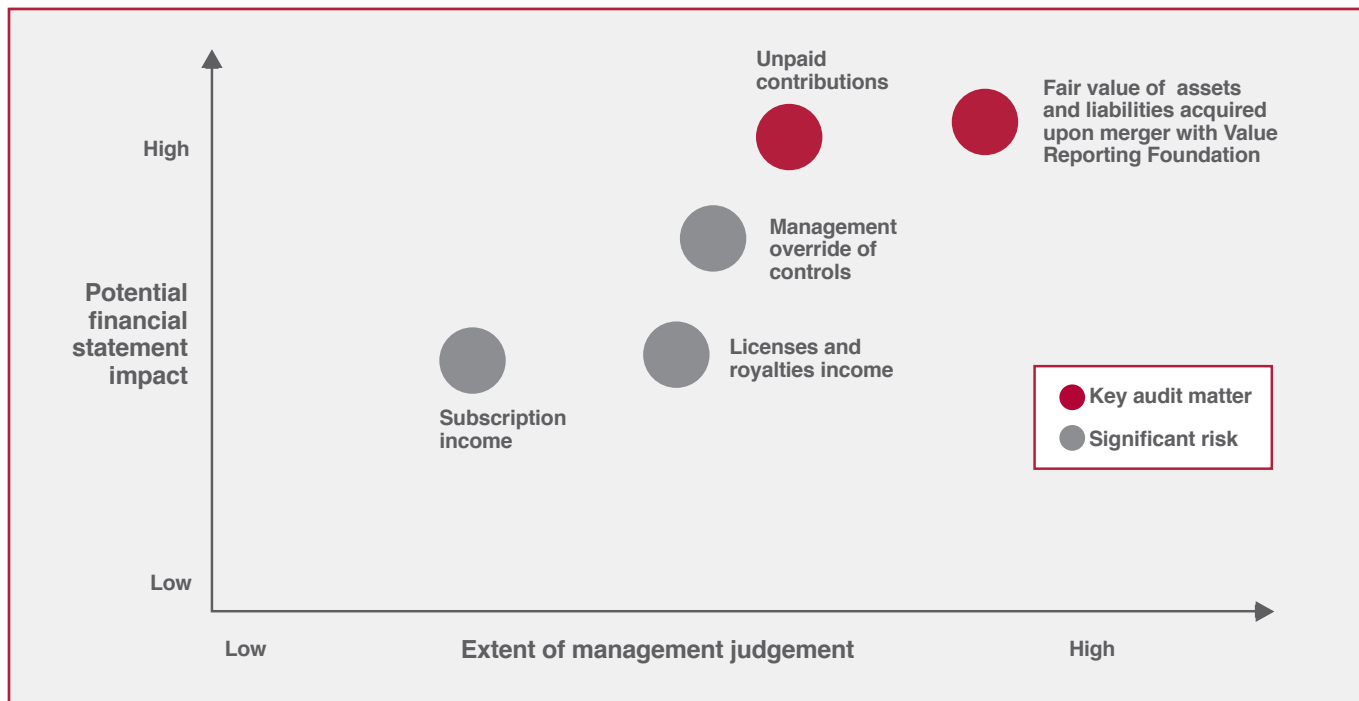 Unpaid
contributions
Fair value of assets
and liabilities acquired
upon merger with Value
Reporting Foundation
High
Management
override of
controls
Potential
financial
statement
impact
Licenses and
royalties income
Subscription
income
Key audit matter
Significant risk
Low
Low
Extent of management judgement
High